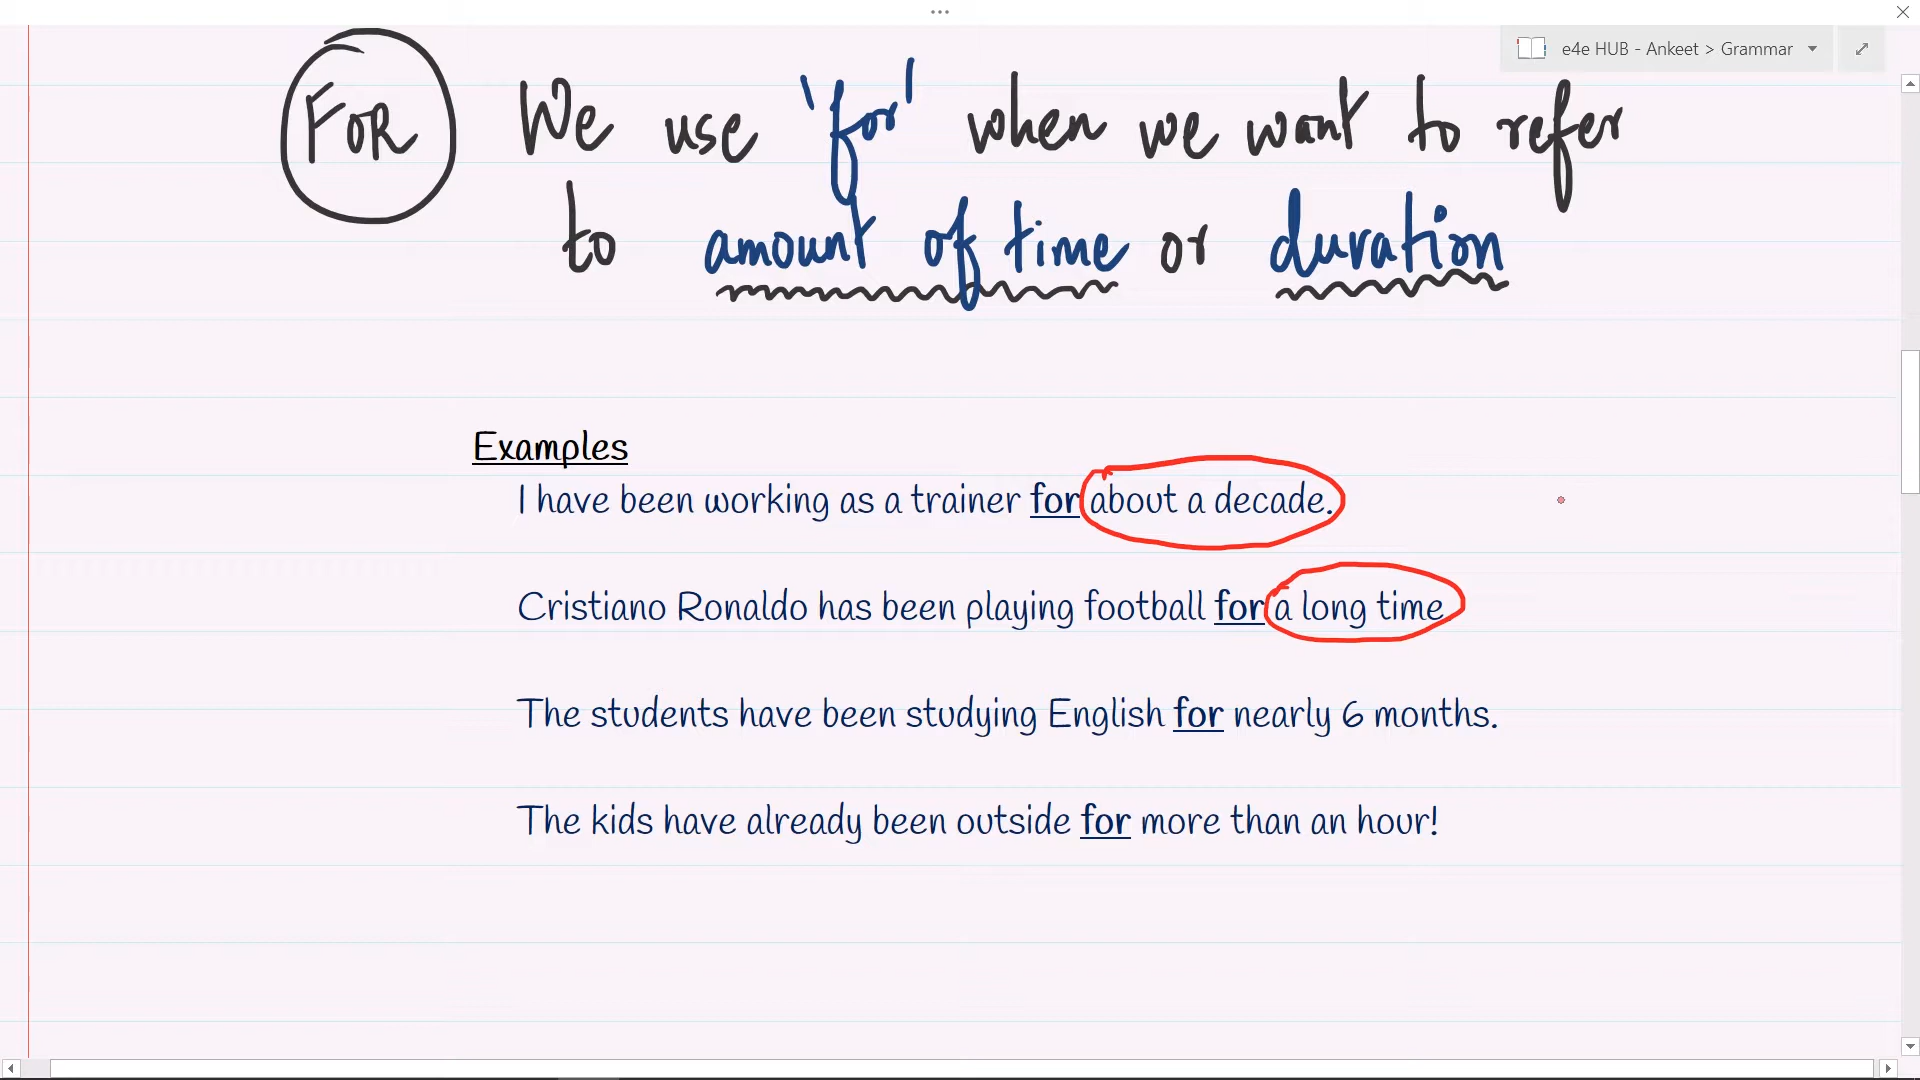 e4e HUB - Ankeet > Grammar
FOR We use 'for' when we want to refer
to amount of time or duration
Examples
I have been working as a trainer for about a decade.
Cristiano Ronaldo has been playing football for a long time
The students have been studying English for nearly 6 months.
The kids have already been outside for more than an hour!